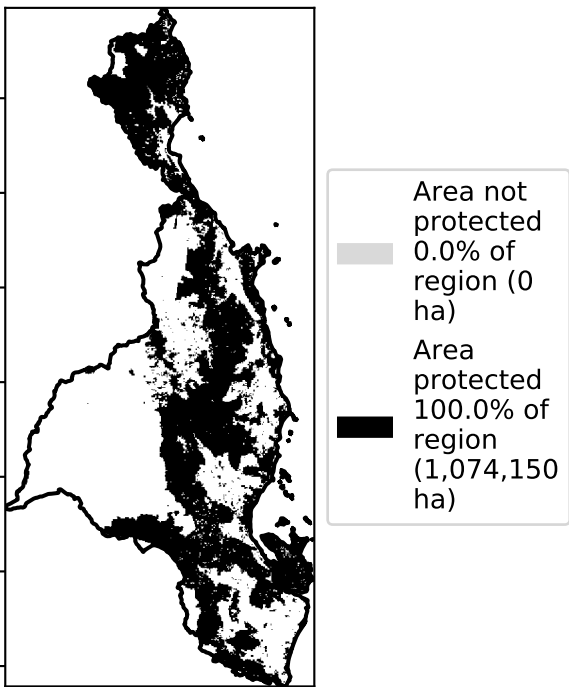 Area not
protected
0.0% of
region (0
ha)
Area
protected
100.0% of
region
(1,074,150
ha)